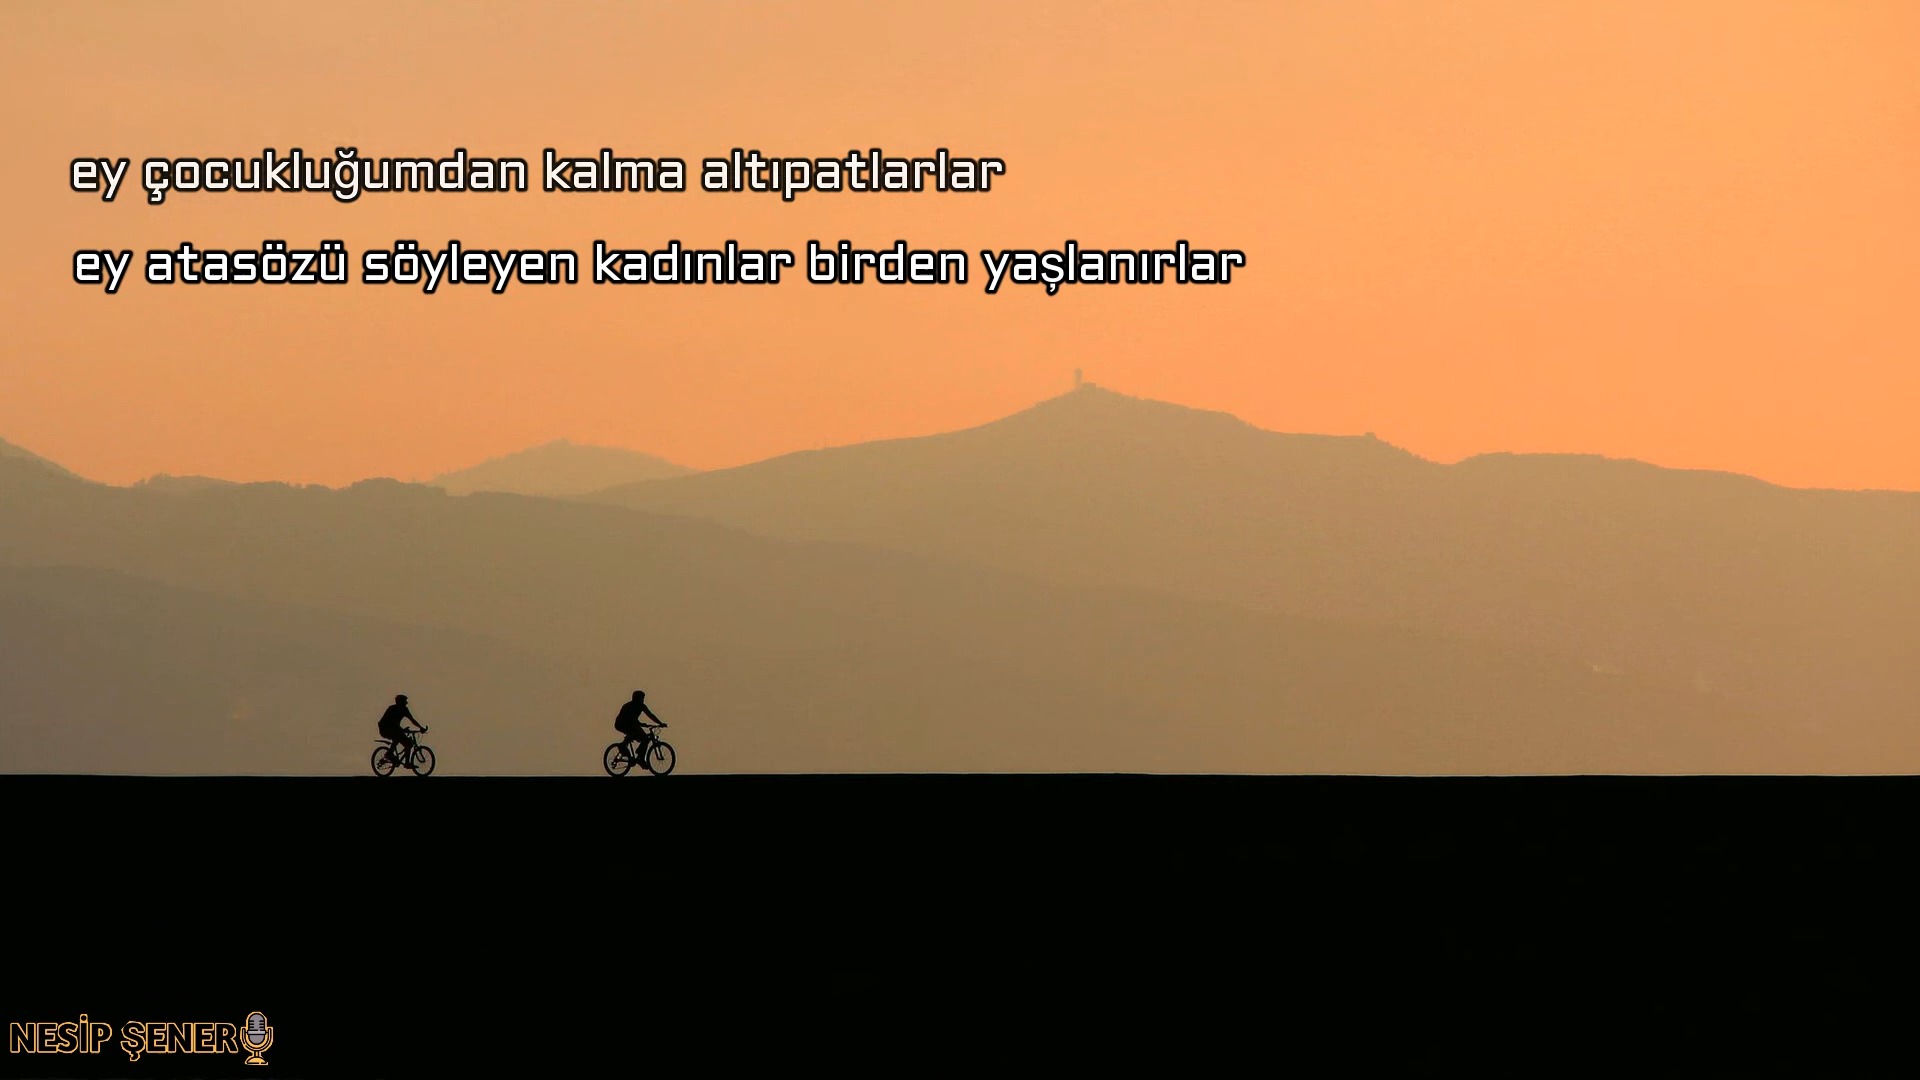 ey çocukluğumdan kalma altıpatlarlar
ey atasözü söyleyen kadınlar birden yaşlanırlar
NESİP ŞENER